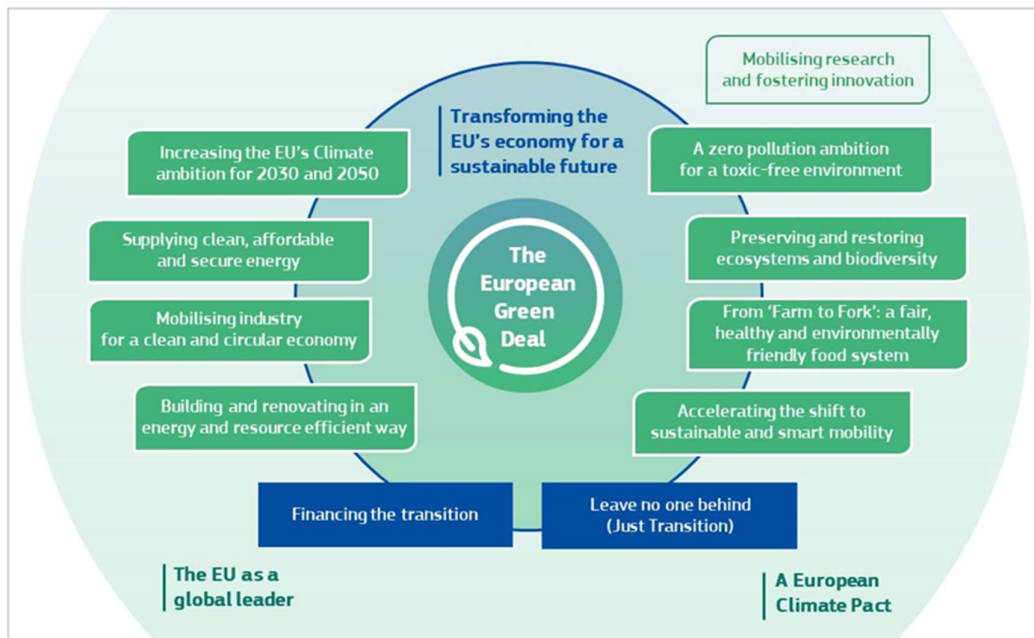 Mobilising research
and fostering innovation
Transforming the
EU's economy for a
sustainable future
Increasing the EU's Climate
ambition for 2030 and 2050
A zero pollution ambition
for a toxic-free environment
Supplying clean, affordable
and secure energy
Preserving and restoring
ecosystems and biodiversity
The
European
Green
Deal
Mobilising industry
for a clean and circular economy
From ‘Farm to Fork’: a fair,
healthy and environmentally
friendly food system
Building and renovating in an
energy and resource efficient way
Accelerating the shift to
sustainable and smart mobility
Financing the transition
Leave no one behind
(Just Transition)
The EU as a
global leader
A European
Climate Pact